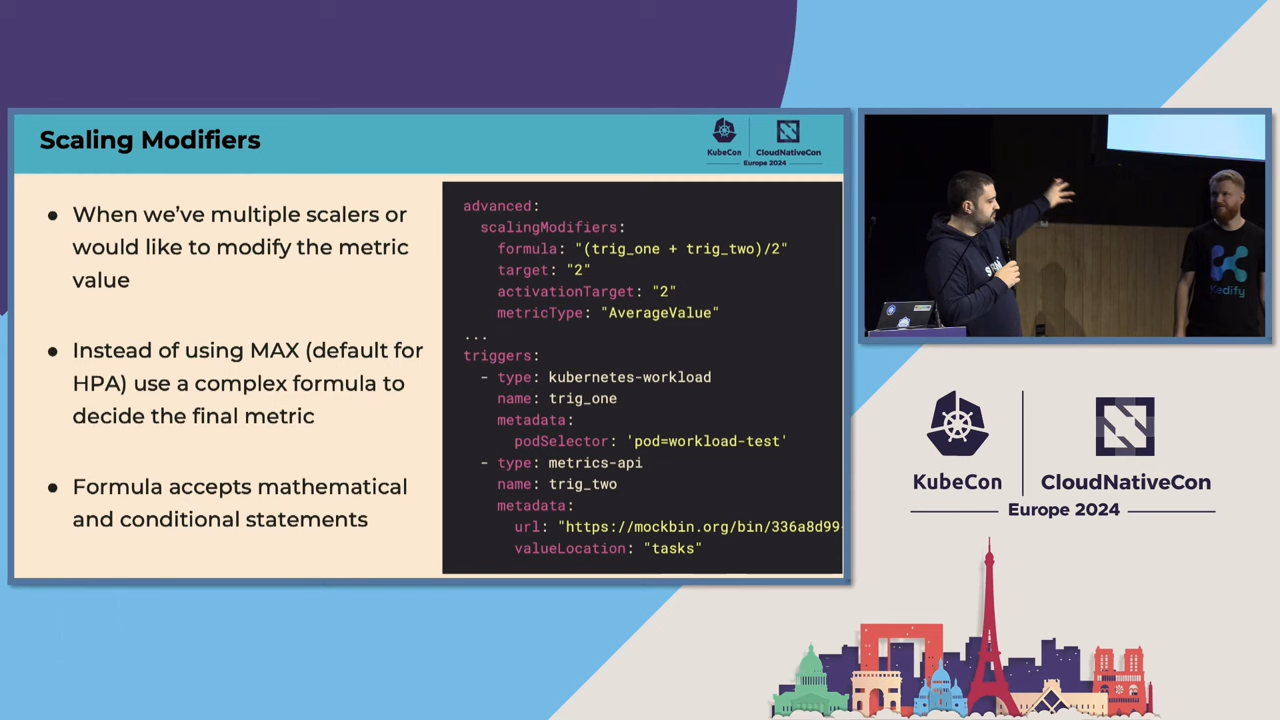 Scaling Modifiers
KubeCon
CloudNativeCon
Europe 2024
● When we've multiple scalers or
would like to modify the metric
value
● Instead of using MAX (default for
HPA) use a complex formula to
decide the final metric
● Formula accepts mathematical
and conditional statements
advanced:
scalingModifiers:
formula: "(trig_one + trig_two)/2"
target: "2"
activationTarget: "2"
metricType: "AverageValue"
...
triggers:
- type: kubernetes-workload
name: trig_one
metadata:
podSelector: 'pod=workload-test'
- type: metrics-api
name: trig_two
metadata:
url: "https://mockbin.org/bin/336a8d99-
valueLocation: "tasks"
Kedify
KubeCon
CloudNativeCon
Europe 2024